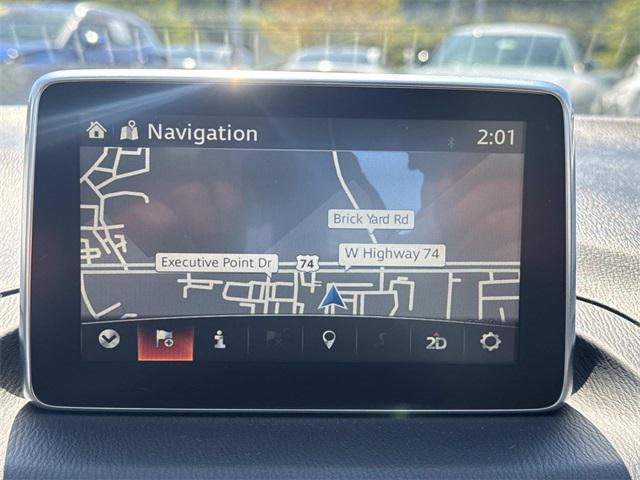 Navigation
2:01
Brick Yard Rd
W Highway 74
Executive Point Dr
74
2D